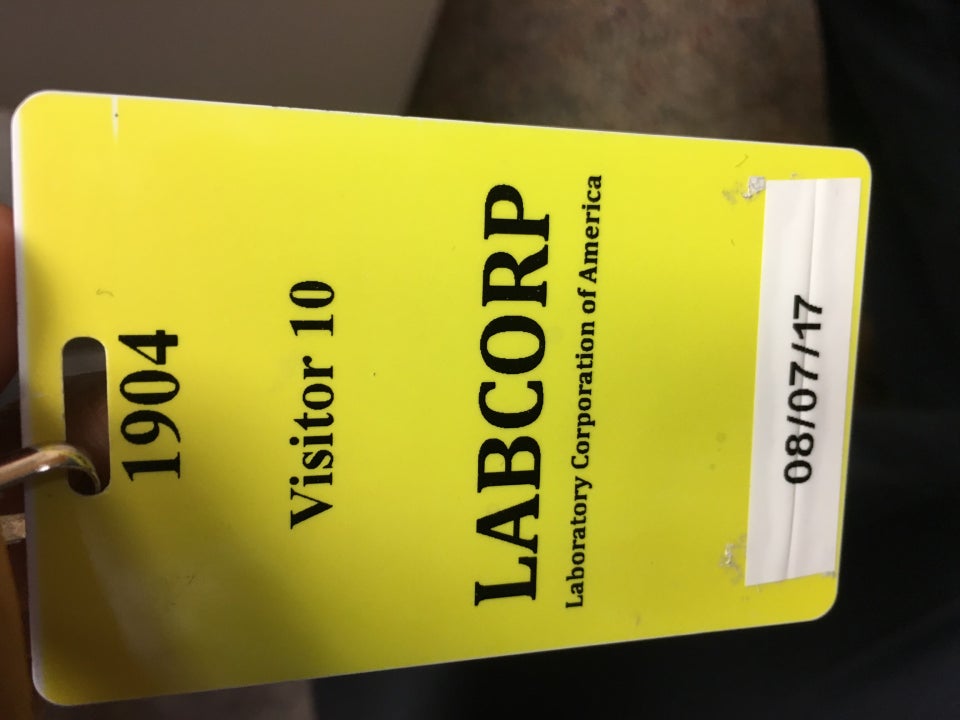 1904
Visitor 10
LABCORP
Laboratory Corporation of America
08/07/17